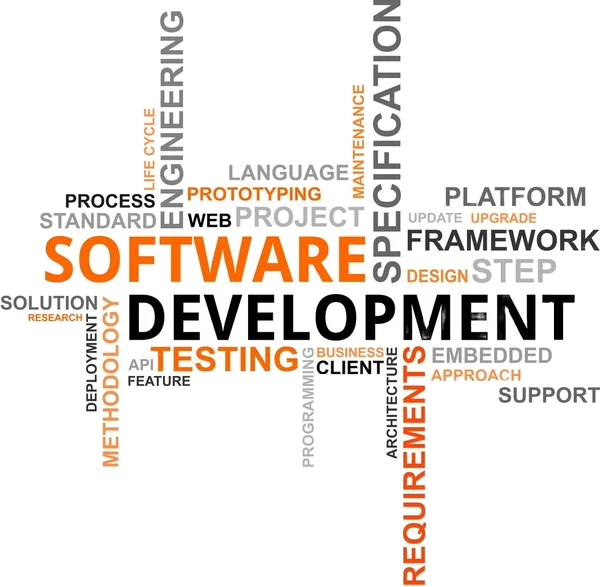 ENGINEERING
SPECIFICATION
LIFE CYCLE
MAINTENANCE
LANGUAGE
PROCESS
PROTOTYPING
PLATFORM
STANDARD
WEB
PROJECT
UPDATE
UPGRADE
SOFTWARE
FRAMEWORK
DESIGN
STEP
SOLUTION
RESEARCH
DEVELOPMENT
DEPLOYMENT
METHODOLOGY
API
TESTING
FEATURE
PROGRAMMING
BUSINESS
CLIENT
ARCHITECTURE
REQUIREMENTS
EMBEDDED
APPROACH
SUPPORT